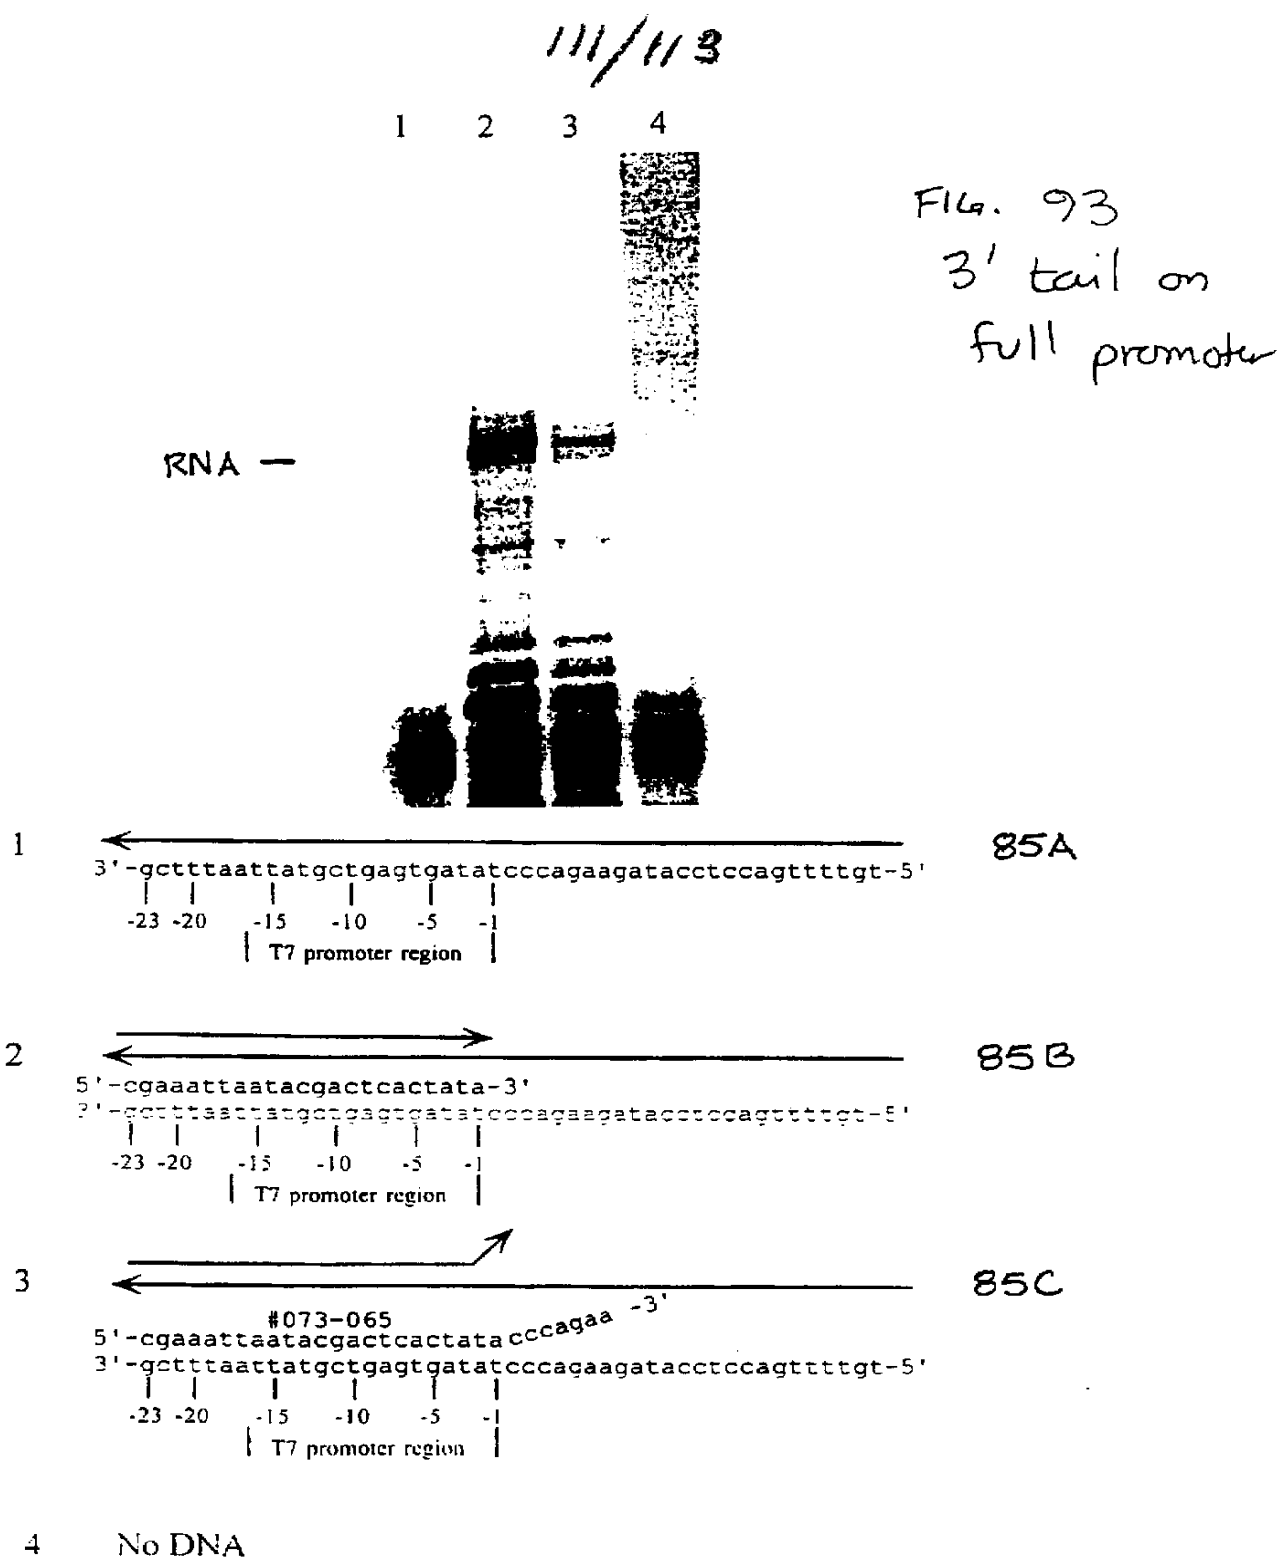 111/113
1 2 3 4
FIG. 93
3' tail on
full promoter
RNA —
1
85A
3'-gctttaattatgctgagtgatatcccagaagatacctccagttttgt-5'
-23 -20 -15 -10 -5 -1
T7 promoter region
2
85B
5'-cgaaattaatacgactcactata-3'
3'-gctttaattatgctgagtgatatcccagaagatacctccagttttgt-5'
-23 -20 -15 -10 -5 -1
T7 promoter region
3
85C
#073-065
5'-cgaaattaatacgactcactatacccagaa -3'
3'-gctttaattatgctgagtgatatcccagaagatacctccagttttgt-5'
-23 -20 -15 -10 -5 -1
T7 promoter region
4 No DNA